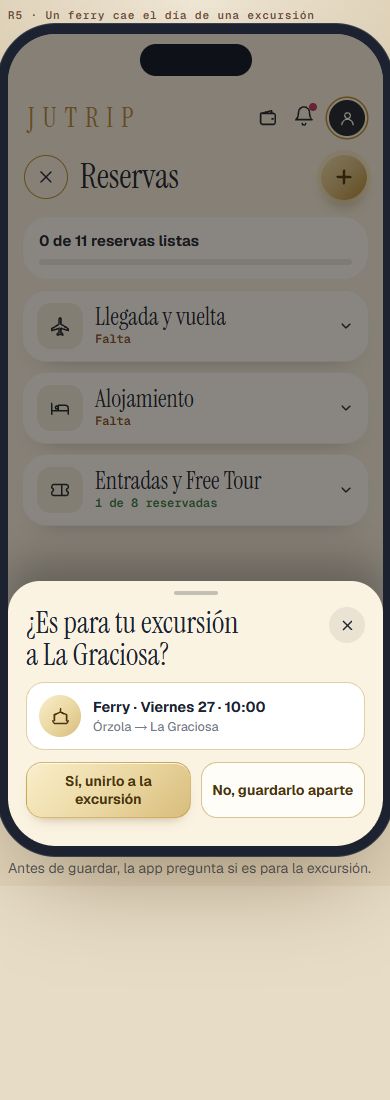 R5 · Un ferry cae el día de una excursión
JUTRIP
Reservas
0 de 11 reservas listas
Llegada y vuelta
Falta
Alojamiento
Falta
Entradas y Free Tour
1 de 8 reservadas
¿Es para tu excursión
a La Graciosa?
Ferry · Viernes 27 · 10:00
Órzola → La Graciosa
Sí, unirlo a la
excursión
No, guardarlo aparte
Antes de guardar, la app pregunta si es para la excursión.